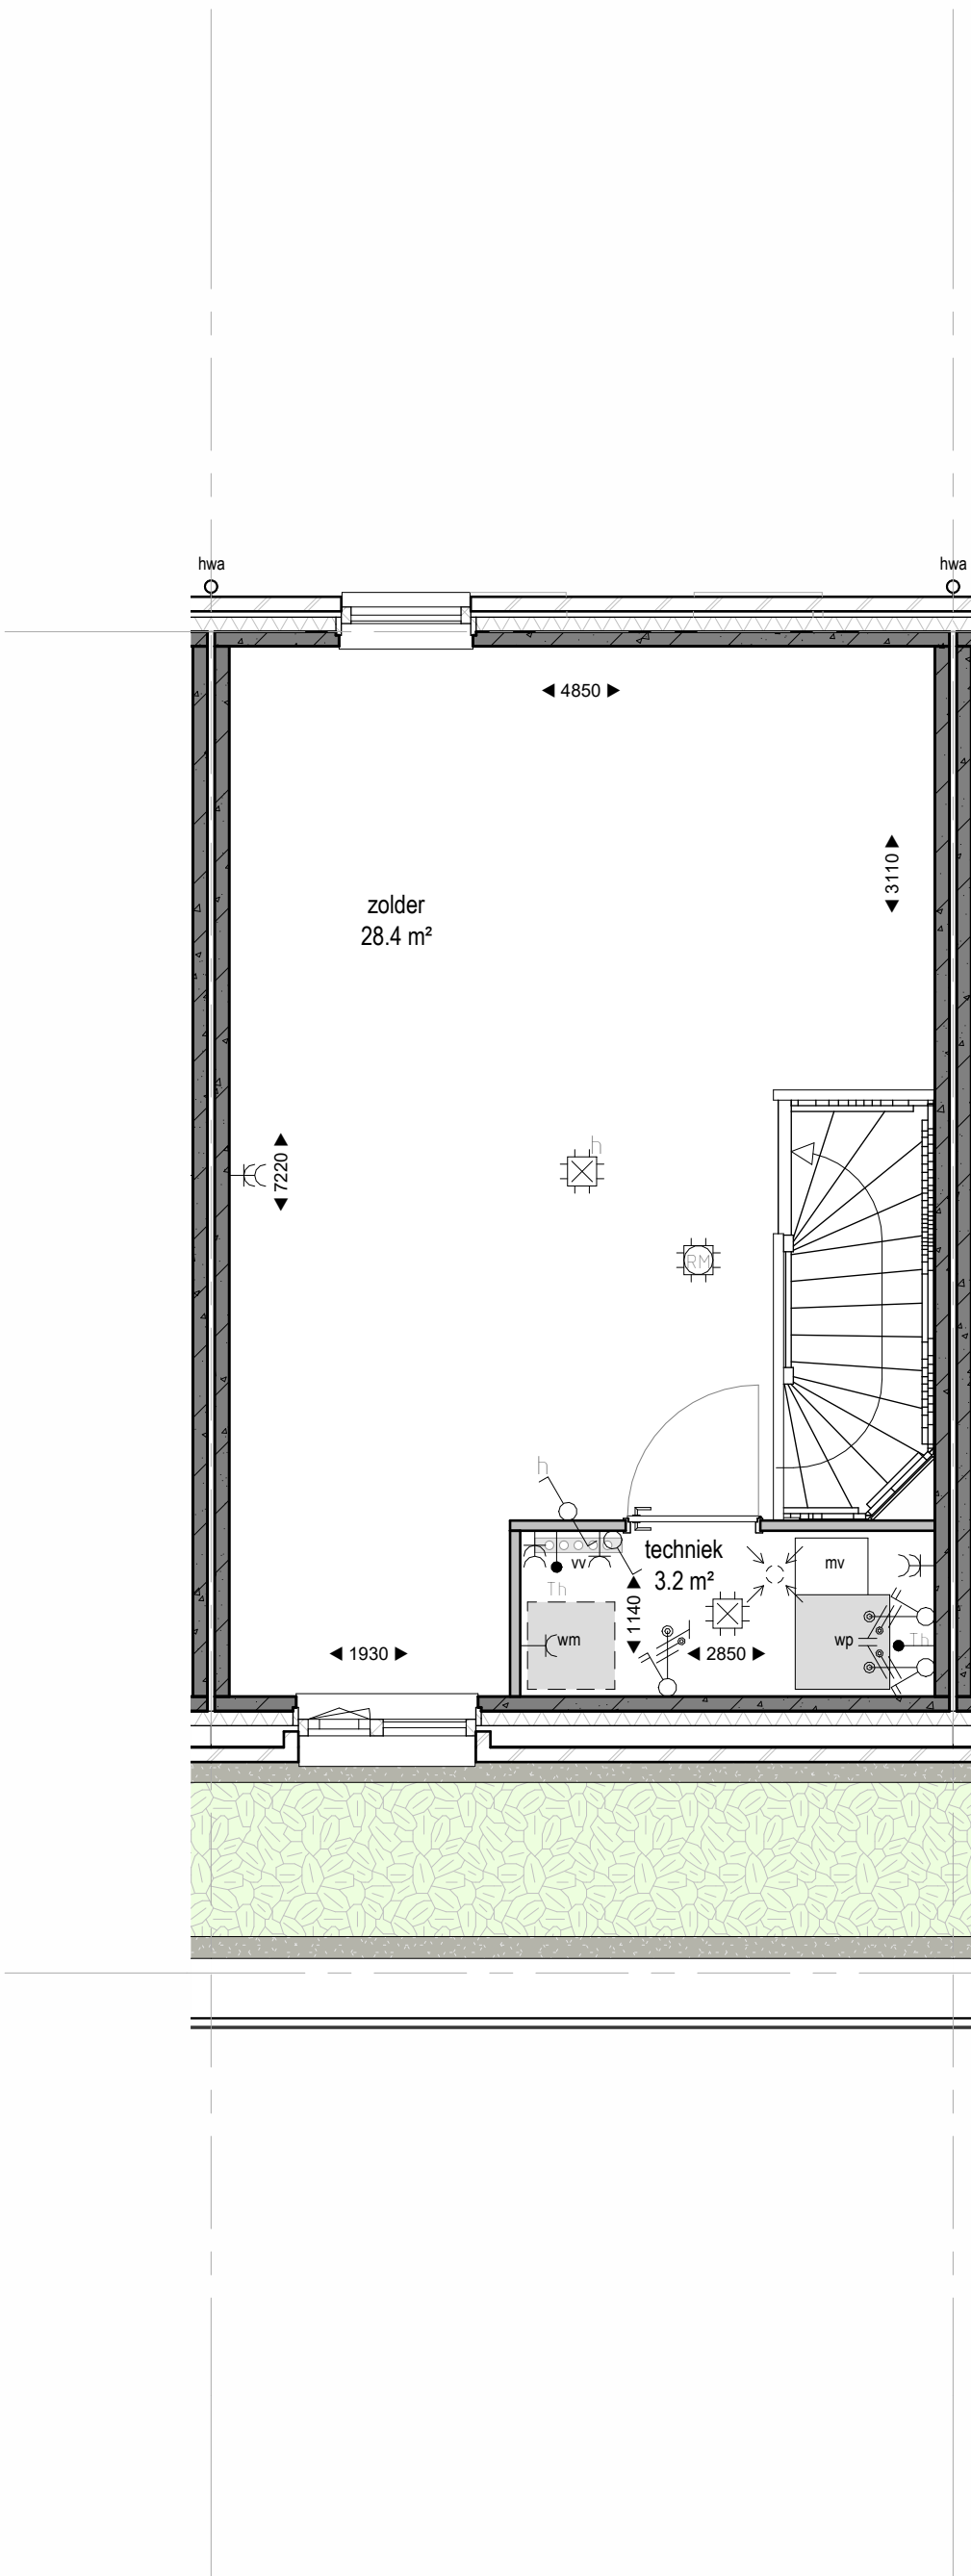 hwa
hwa
4850
3110
zolder
28.4 m²
7220
h
RM
h
techniek
3.2 m²
vv
mv
Th
1140
wm
wp
Th
1930
2850